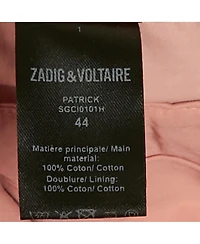 ZADIG&VOLTAIRE
PATRICK
SGCI0101H
44
Matière principale/ Main
material:
100% Coton/ Cotton
Doublure/ Lining:
100% Coton/ Cotton